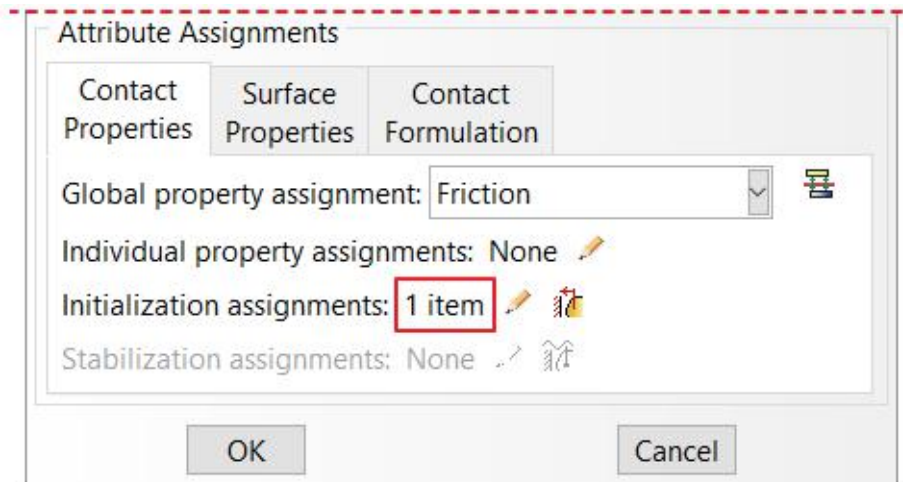 Attribute Assignments
Contact Properties
Surface Properties
Contact Formulation
Global property assignment: Friction
Individual property assignments: None
Initialization assignments: 1 item
Stabilization assignments: None
OK
Cancel